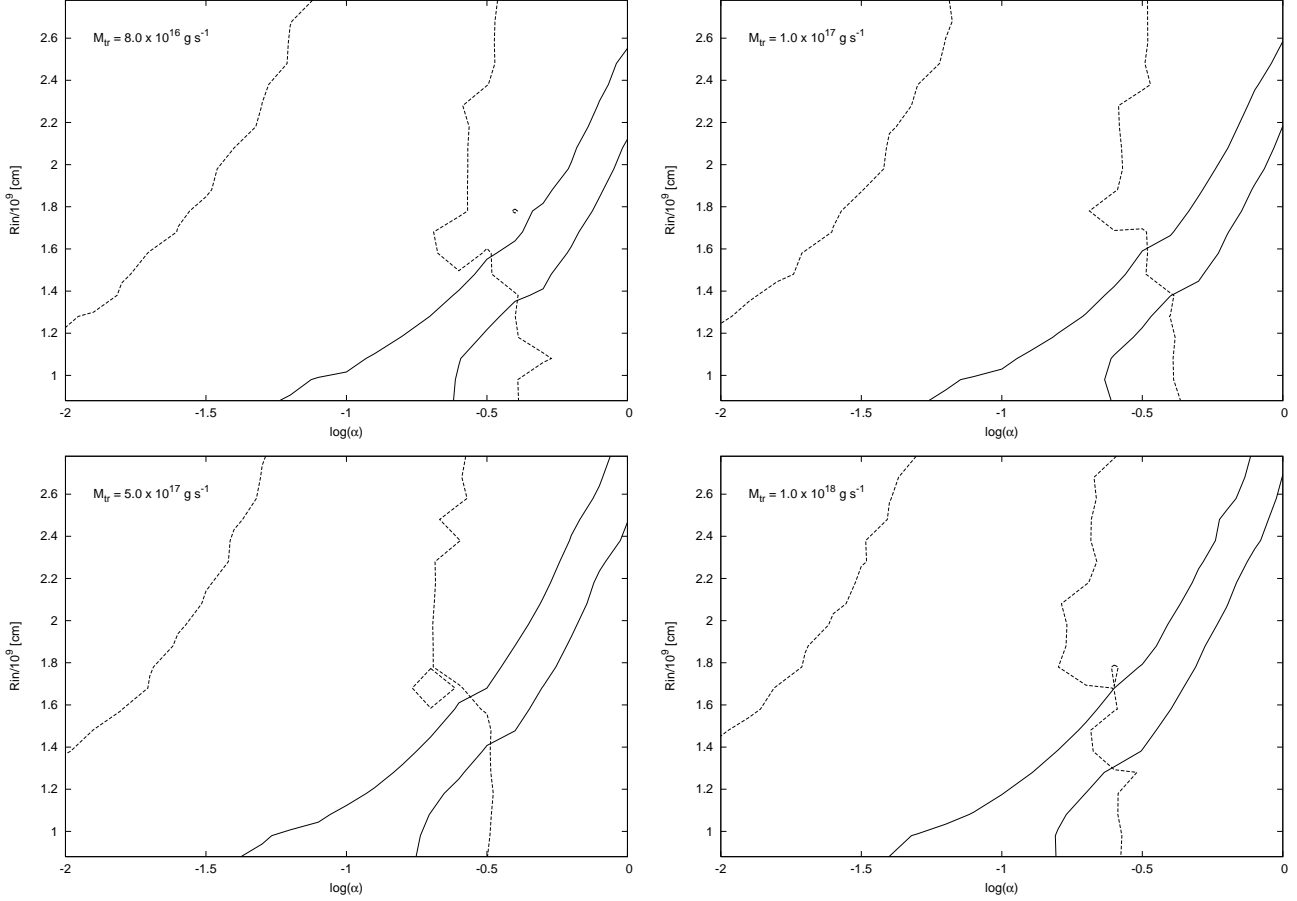 M_tr = 8.0 x 10^16 g s^-1
2.6
2.4
2.2
2
1.8
1.6
1.4
1.2
1
Rin/10^9 [cm]
-2 -1.5 -1 -0.5 0
log(α)
M_tr = 1.0 x 10^17 g s^-1
2.6
2.4
2.2
2
1.8
1.6
1.4
1.2
1
Rin/10^9 [cm]
-2 -1.5 -1 -0.5 0
log(α)
M_tr = 5.0 x 10^17 g s^-1
2.6
2.4
2.2
2
1.8
1.6
1.4
1.2
1
Rin/10^9 [cm]
-2 -1.5 -1 -0.5 0
log(α)
M_tr = 1.0 x 10^18 g s^-1
2.6
2.4
2.2
2
1.8
1.6
1.4
1.2
1
Rin/10^9 [cm]
-2 -1.5 -1 -0.5 0
log(α)